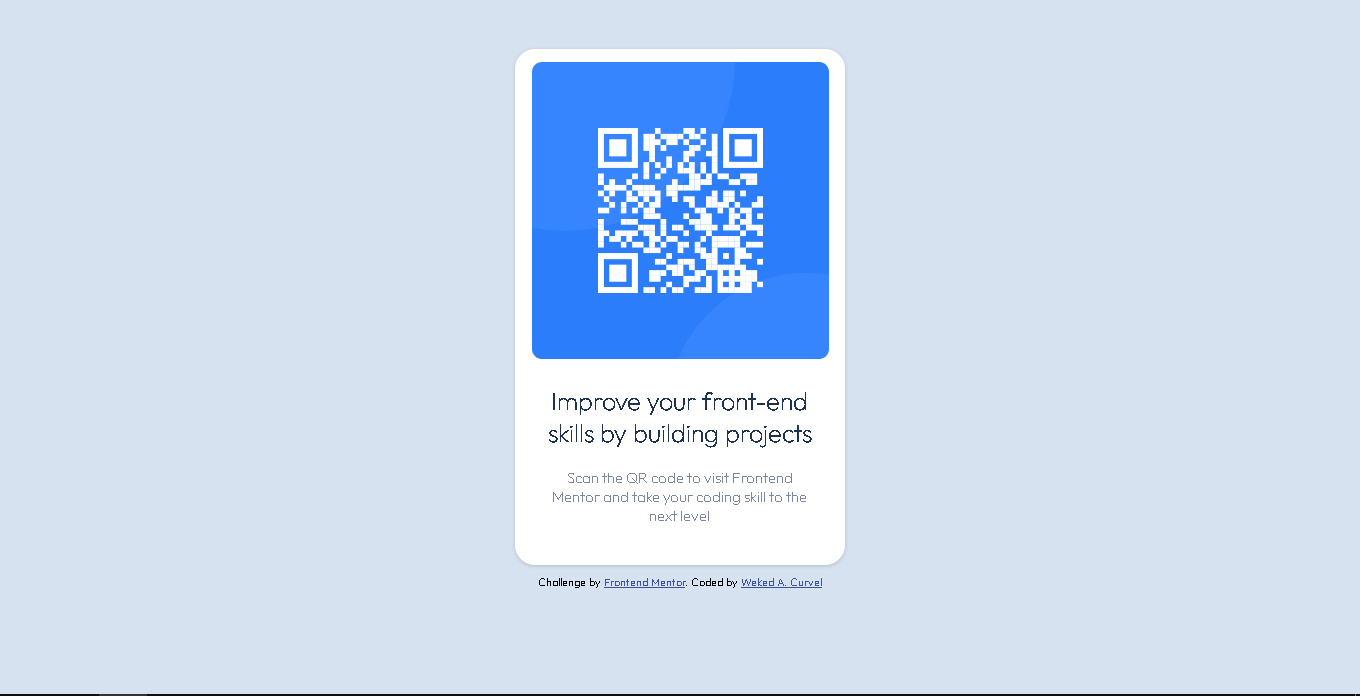 Improve your front-end
skills by building projects
Scan the QR code to visit Frontend
Mentor and take your coding skill to the
next level
Challenge by Frontend Mentor. Coded by Weked A. Curvel